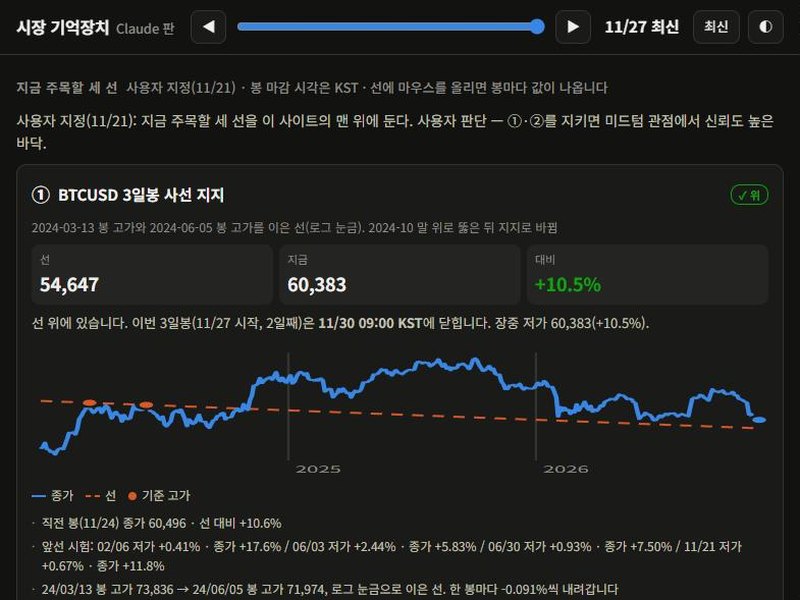 시장 기억장치 Claude 판 ◀ ▶ 11/27 최신 최신
지금 주목할 세 선 사용자 지정(11/21) · 봉 마감 시각은 KST · 선에 마우스를 올리면 봉마다 값이 나옵니다
사용자 지정(11/21): 지금 주목할 세 선을 이 사이트의 맨 위에 둔다. 사용자 판단 — ①·②를 지키면 미드텀 관점에서 신뢰도 높은
바닥.
① BTCUSD 3일봉 사선 지지 ✓ 위
2024-03-13 봉 고가와 2024-06-05 봉 고가를 이은 선(로그 눈금). 2024-10 말 위로 뚫은 뒤 지지로 바뀜
선 지금 대비
54,647 60,383 +10.5%
선 위에 있습니다. 이번 3일봉(11/27 시작, 2일째)은 11/30 09:00 KST에 닫힙니다. 장중 저가 60,383(+10.5%).
2025 2026
종가 선 기준 고가
· 직전 봉(11/24) 종가 60,496 · 선 대비 +10.6%
· 앞선 시험: 02/06 저가 +0.41% · 종가 +17.6% / 06/03 저가 +2.44% · 종가 +5.83% / 06/30 저가 +0.93% · 종가 +7.50% / 11/21 저가
+0.67% · 종가 +11.8%
· 24/03/13 봉 고가 73,836 → 24/06/05 봉 고가 71,974, 로그 눈금으로 이은 선. 한 봉마다 -0.091%씩 내려갑니다